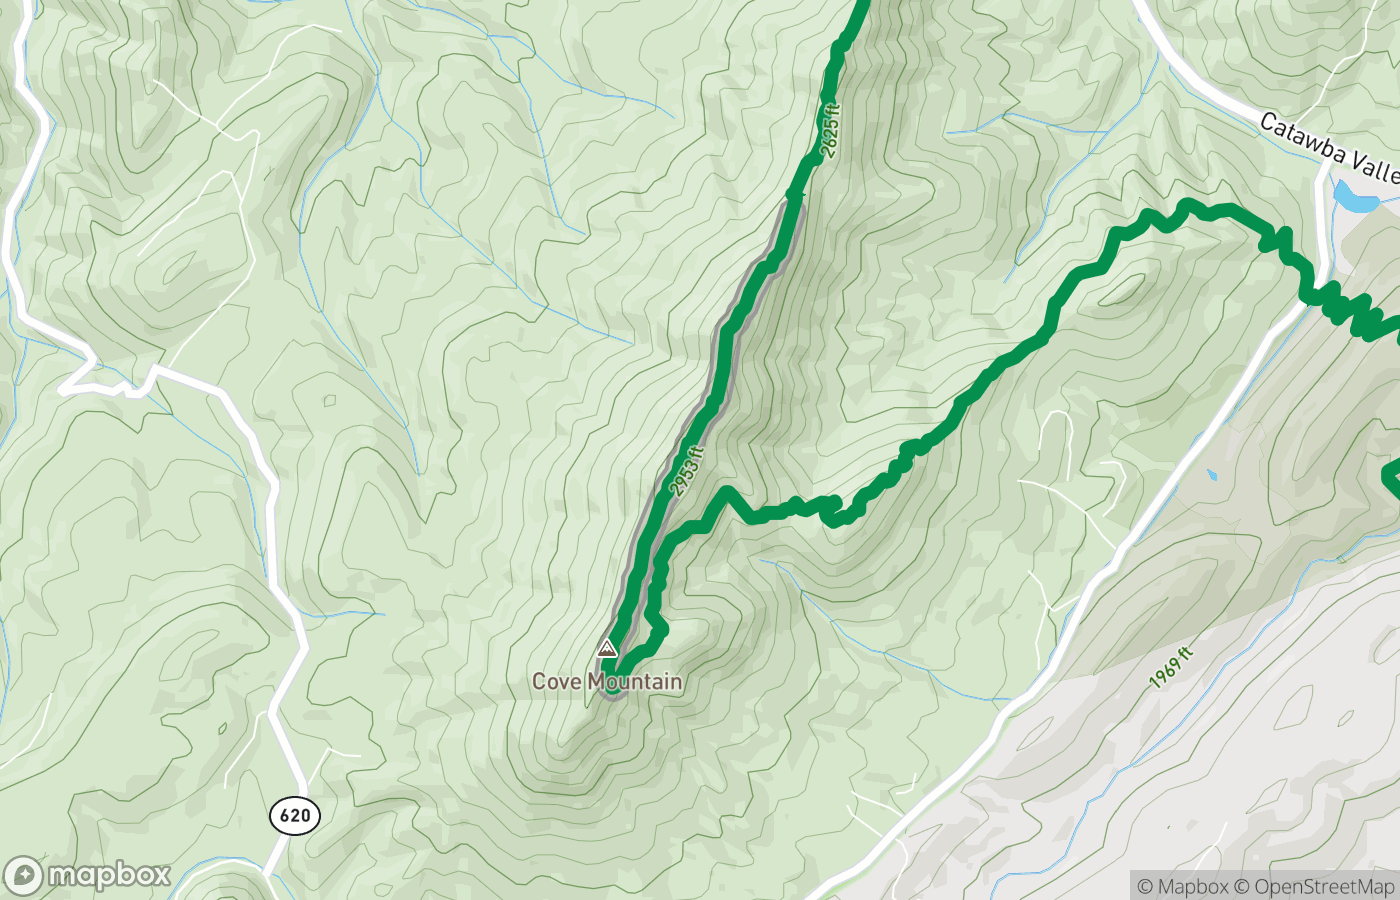 2625 ft
Catawba Valle
2953 ft
Cove Mountain
1969 ft
620
mapbox
© Mapbox © OpenStreetMap